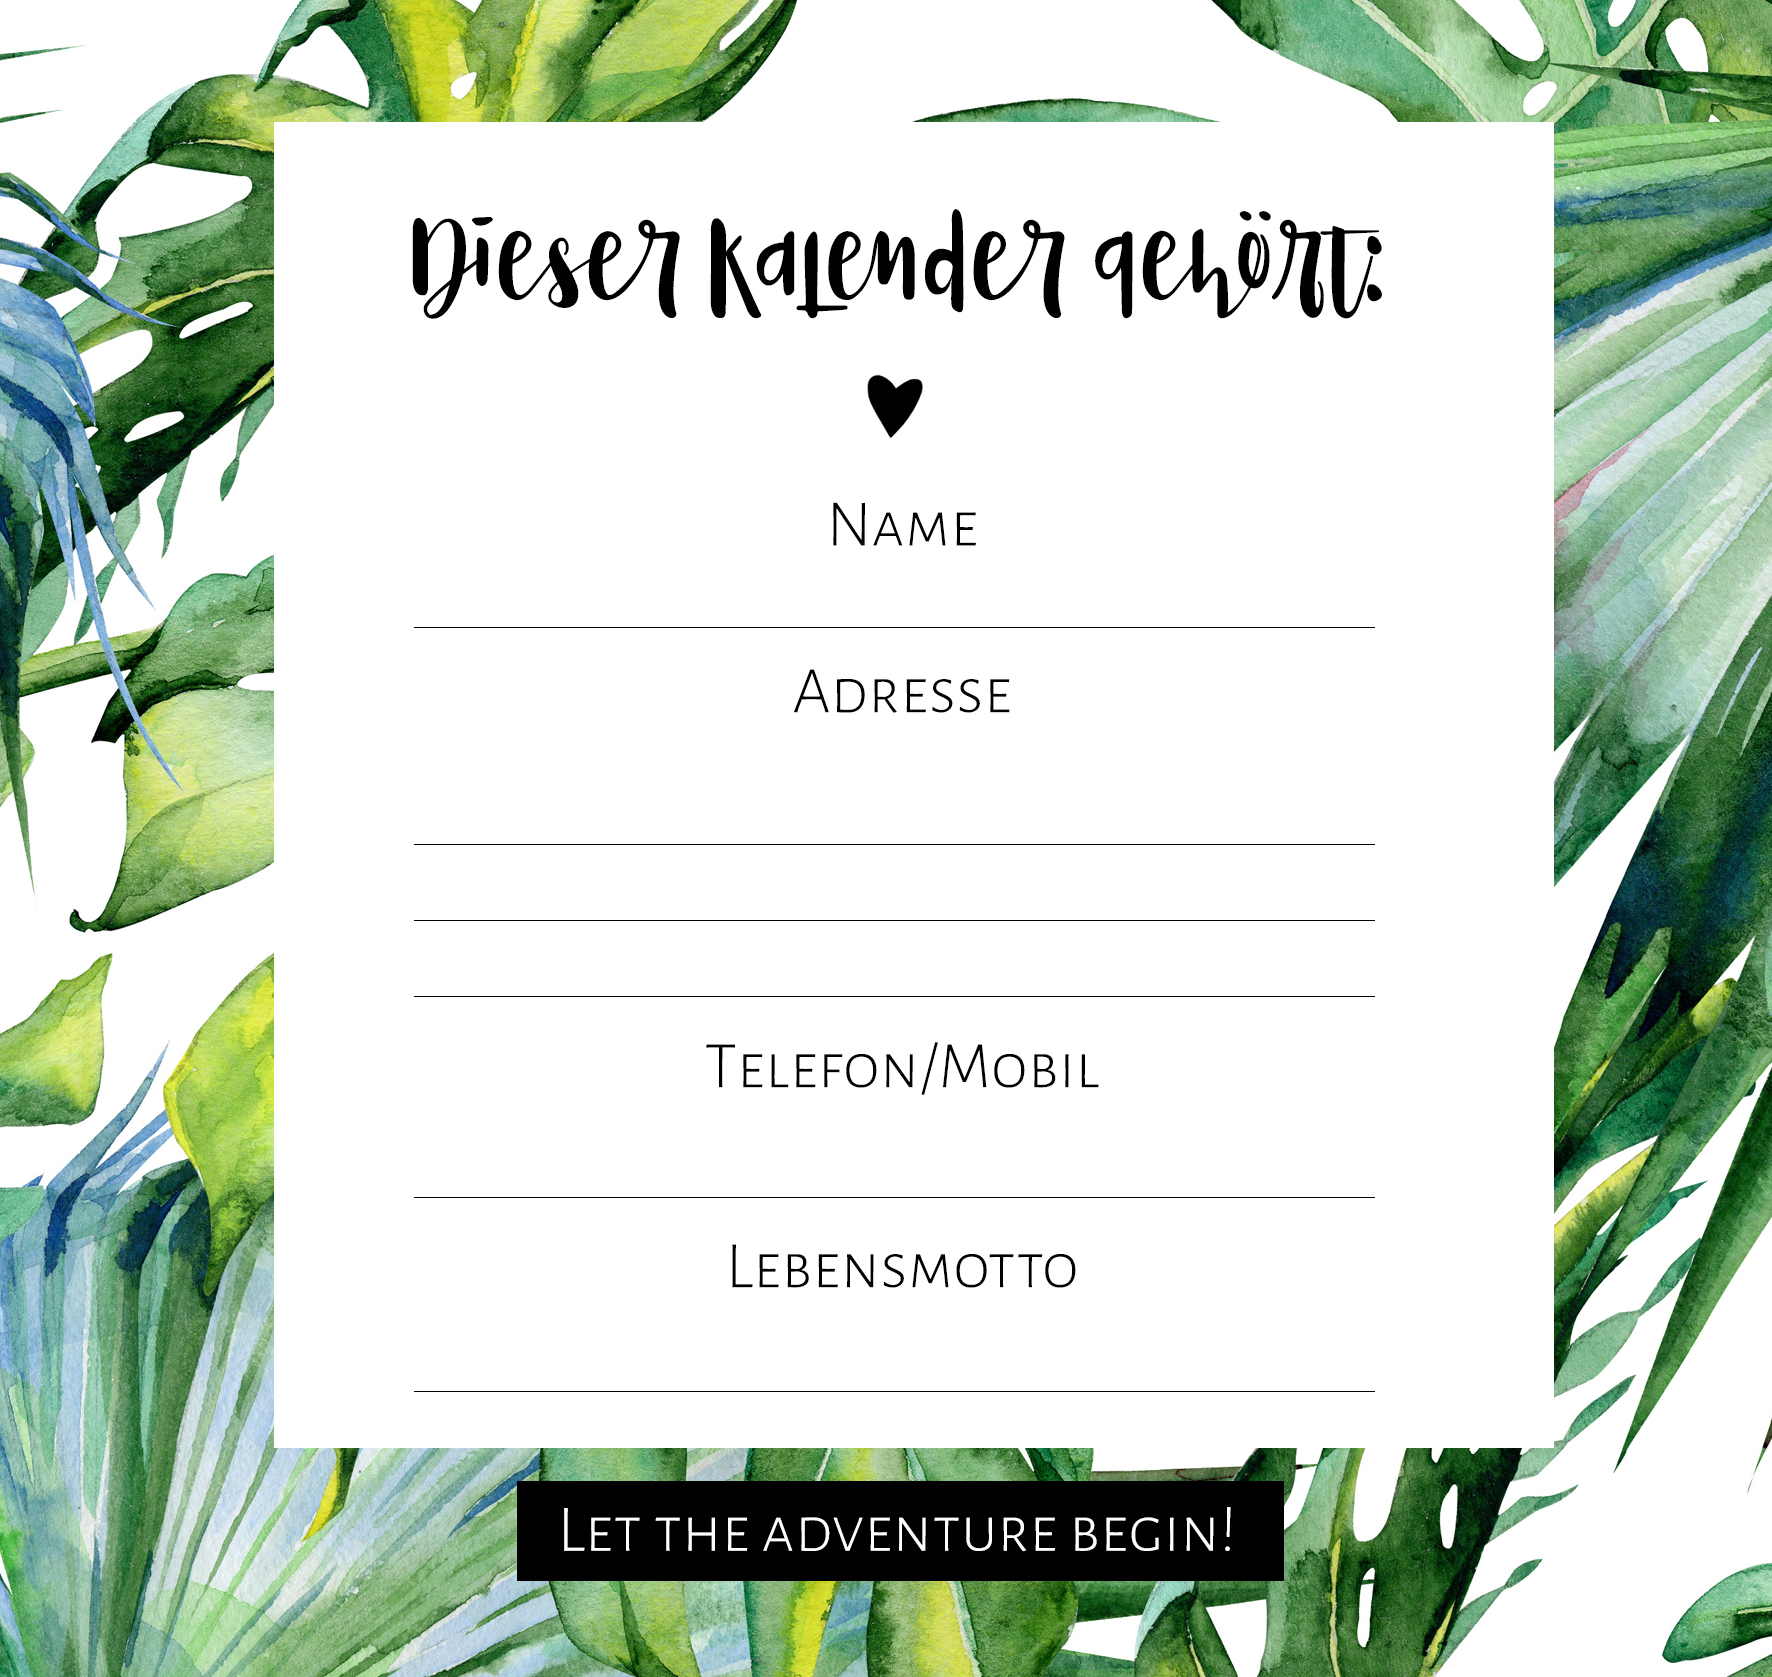 Dieser Kalender gehört:
Name
Adresse
Telefon/Mobil
Lebensmotto
Let the adventure begin!